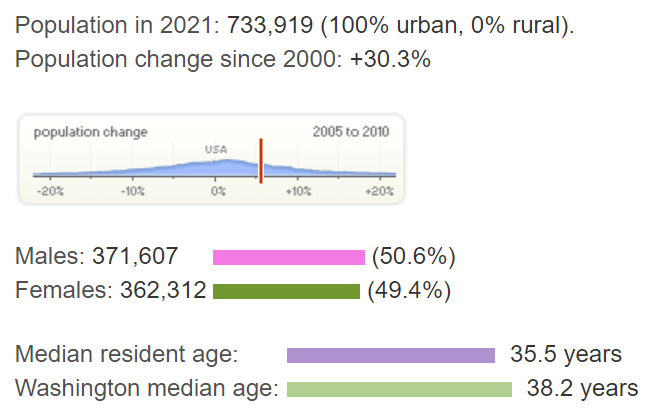 Population in 2021: 733,919 (100% urban, 0% rural).
Population change since 2000: +30.3%
population change 2005 to 2010
USA
-20% -10% 0% +10% +20%
Males: 371,607 (50.6%)
Females: 362,312 (49.4%)
Median resident age: 35.5 years
Washington median age: 38.2 years